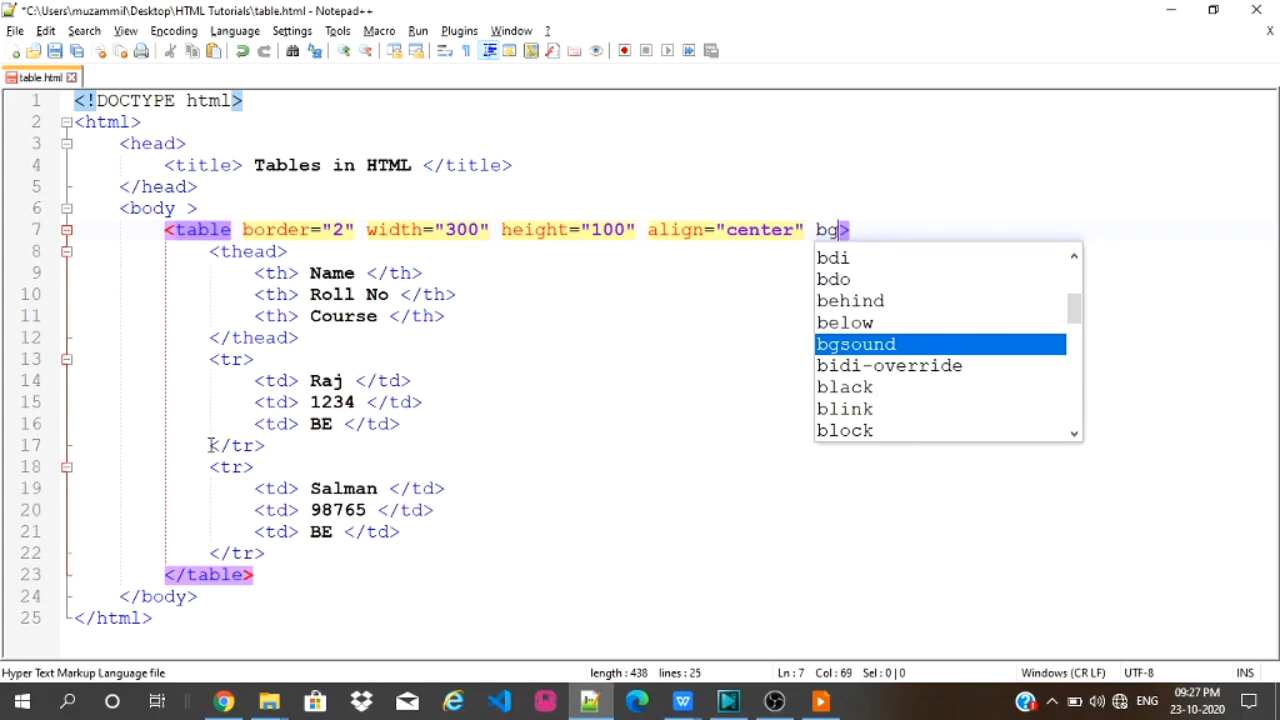 *C:\Users\muzammil\Desktop\HTML Tutorials\table.html - Notepad++
File Edit Search View Encoding Language Settings Tools Macro Run Plugins Window ? X
table.html
1 <!DOCTYPE html>
2 <html>
3 <head>
4 <title> Tables in HTML </title>
5 </head>
6 <body >
7 <table border="2" width="300" height="100" align="center" bg>
8 <thead>
9 <th> Name </th>
10 <th> Roll No </th>
11 <th> Course </th>
12 </thead>
13 <tr>
14 <td> Raj </td>
15 <td> 1234 </td>
16 <td> BE </td>
17 </tr>
18 <tr>
19 <td> Salman </td>
20 <td> 98765 </td>
21 <td> BE </td>
22 </tr>
23 </table>
24 </body>
25 </html>
bdi
bdo
behind
below
bgsound
bidi-override
black
blink
block
Hyper Text Markup Language file length : 438 lines : 25 Ln : 7 Col : 69 Sel : 0 | 0 Windows (CR LF) UTF-8 INS
ENG 09:27 PM
23-10-2020